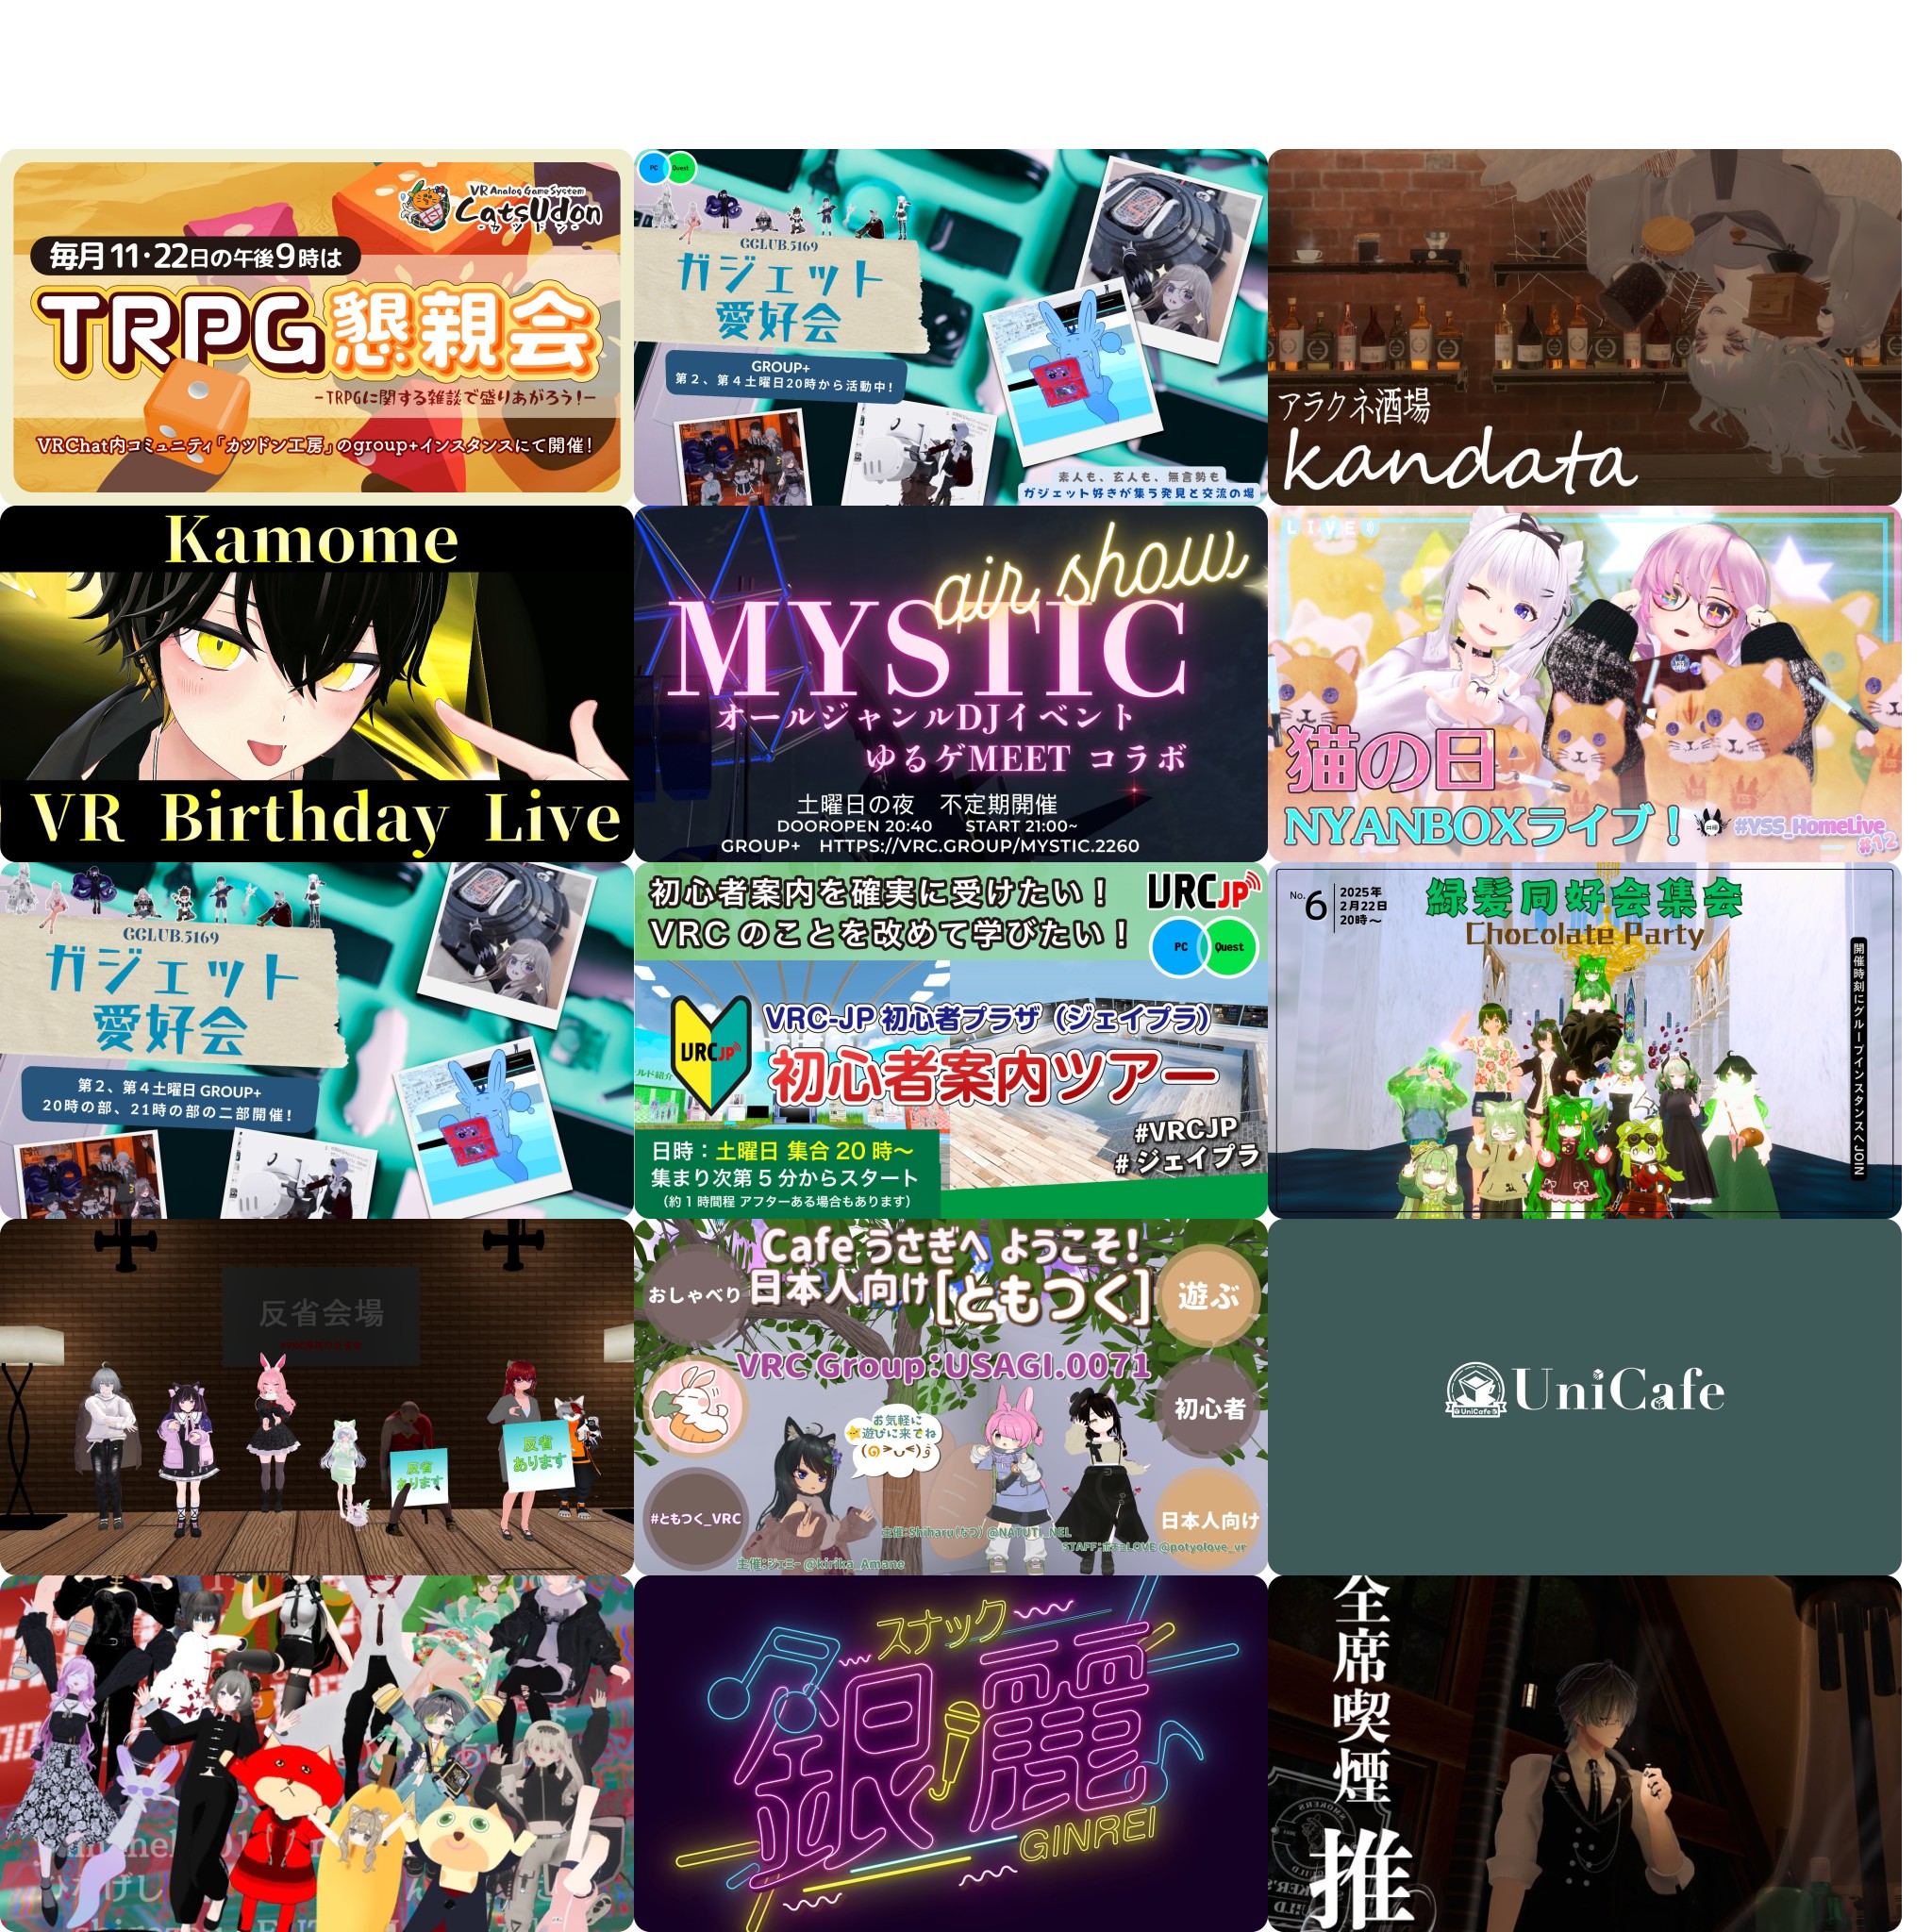 VR Analog Game System
CatsUdon
-カツドン-
毎月11・22日の午後9時は
TRPG懇親会
-TRPGに関する雑談で盛りあがろう!-
VRChat内コミュニティ「カツドン工房」のgroup+インスタンスにて開催!
PC
Quest
GCLUB.5169
ガジェット
愛好会
GROUP+
第2、第4土曜日20時から活動中!
素人も、玄人も、無言勢も
ガジェット好きが集う発見と交流の場
アラクネ酒場
kandata
Kamome
VR Birthday Live
air show
MYSTIC
オールジャンルDJイベント
ゆるゲMEET コラボ
土曜日の夜 不定期開催
DOOROPEN 20:40 START 21:00~
GROUP+ HTTPS://VRC.GROUP/MYSTIC.2260
LIVE
猫の日
NYANBOXライブ!
#VSS_HomeLive
#12
GCLUB.5169
ガジェット
愛好会
第2、第4土曜日 GROUP+
20時の部、21時の部の二部開催!
初心者案内を確実に受けたい!
VRCのことを改めて学びたい!
VRCJP
PC
Quest
VRC-JP 初心者プラザ(ジェイプラ)
VRCJP
初心者案内ツアー
ルド紹介
#VRCJP
#ジェイプラ
日時:土曜日 集合 20 時~
集まり次第 5 分からスタート
(約 1 時間程 アフターある場合もあります)
No.6
2025年
2月22日
20時~
緑髪同好会集会
Chocolate Party
開催時刻にグループインスタンスへJOIN
反省会場
反省
あります
反省
あります
Cafe うさぎへ ようこそ!
日本人向け[ともつく]
おしゃべり
遊ぶ
VRC Group:USAGI.0071
初心者
お気軽に
遊びに来てね
#ともつく_VRC
日本人向け
主催:Shiharu(なつ) @NATUTI_NEL
STAFF:ポチョLOVE @potyolove_vr
主催:ジェミー @kirika_Amane
UniCafe
UniCafe
スナック
銀麗
GINREI
全席喫煙
推